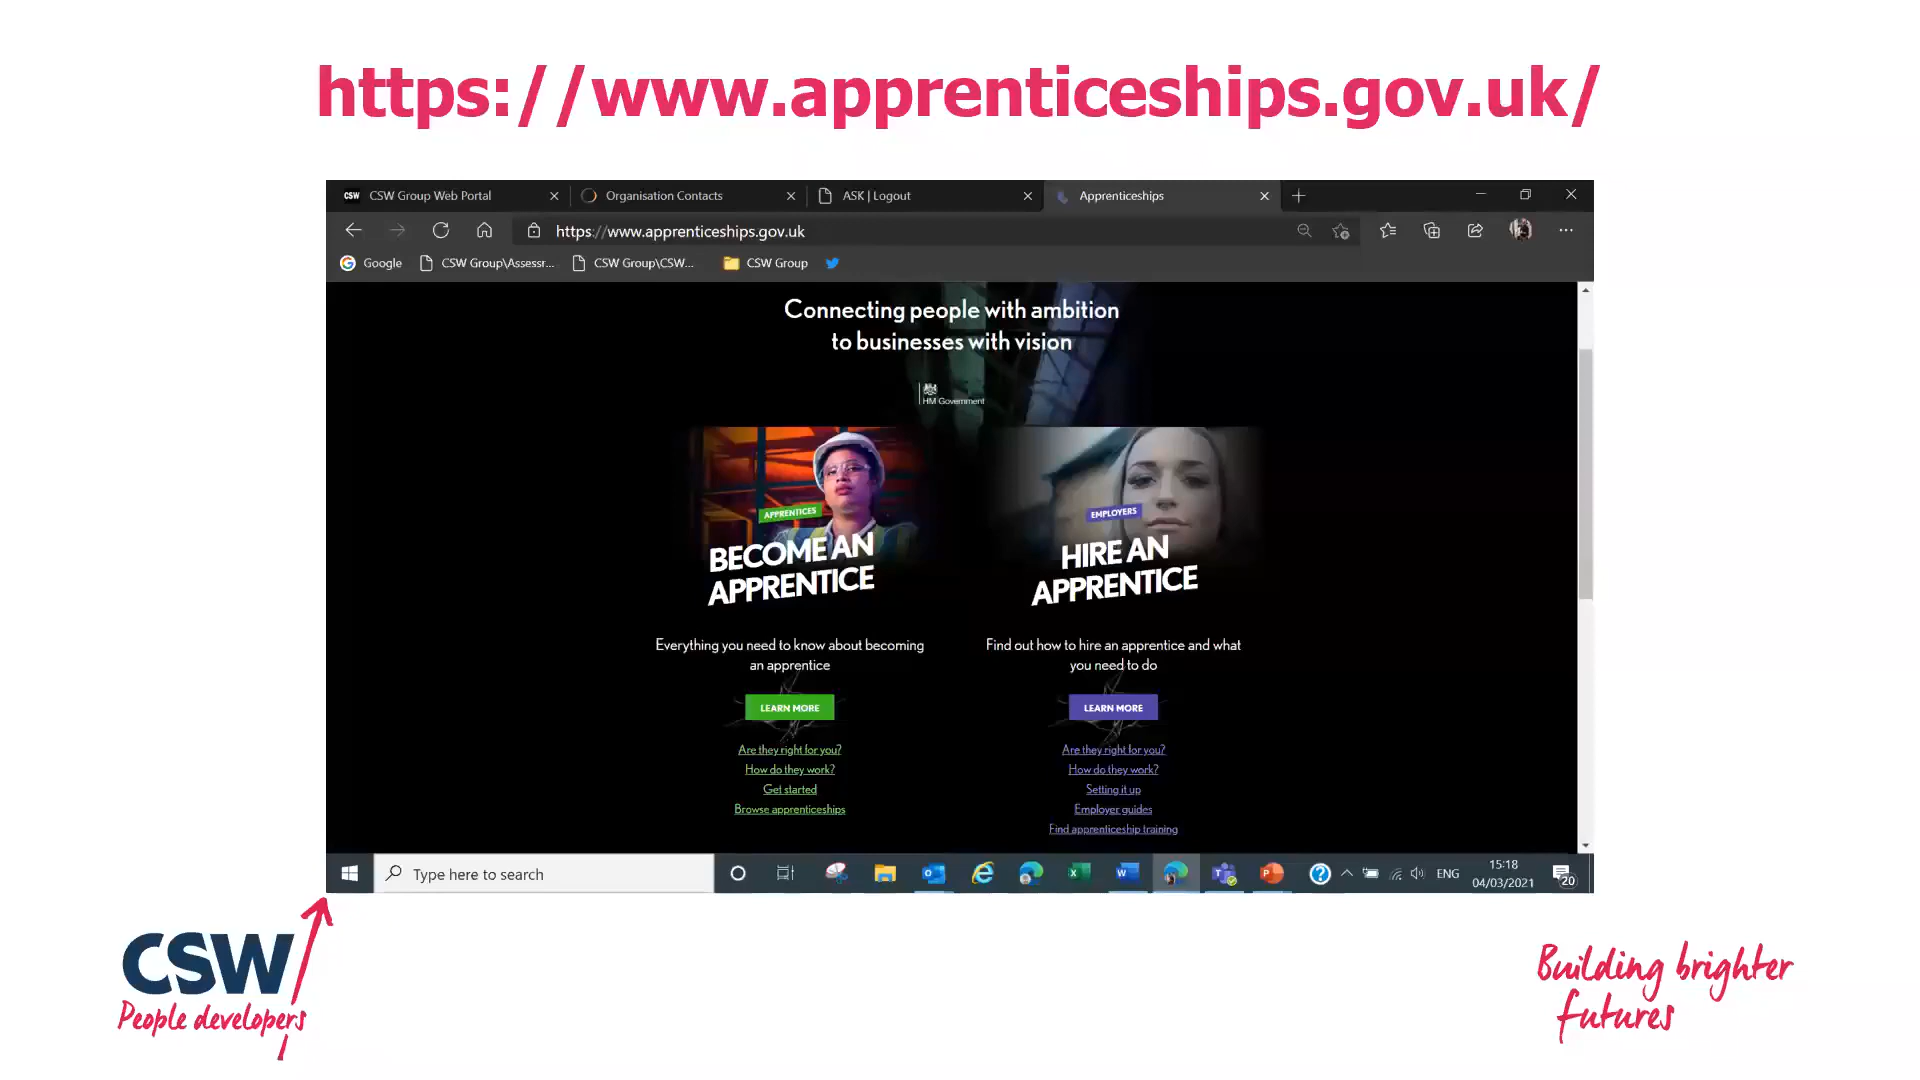 https://www.apprenticeships.gov.uk/
CSW CSW Group Web Portal
Organisation Contacts
ASK | Logout
Apprenticeships
https://www.apprenticeships.gov.uk
Google
CSW Group\Assessr...
CSW Group\CSW...
CSW Group
Connecting people with ambition
to businesses with vision
HM Government
APPRENTICES
BECOME AN
APPRENTICE
Everything you need to know about becoming
an apprentice
LEARN MORE
Are they right for you?
How do they work?
Get started
Browse apprenticeships
EMPLOYERS
HIRE AN
APPRENTICE
Find out how to hire an apprentice and what
you need to do
LEARN MORE
Are they right for you?
How do they work?
Setting it up
Employer guides
Find apprenticeship training
Type here to search
ENG
15:18
04/03/2021
20
CSW
People developers
Building brighter
futures